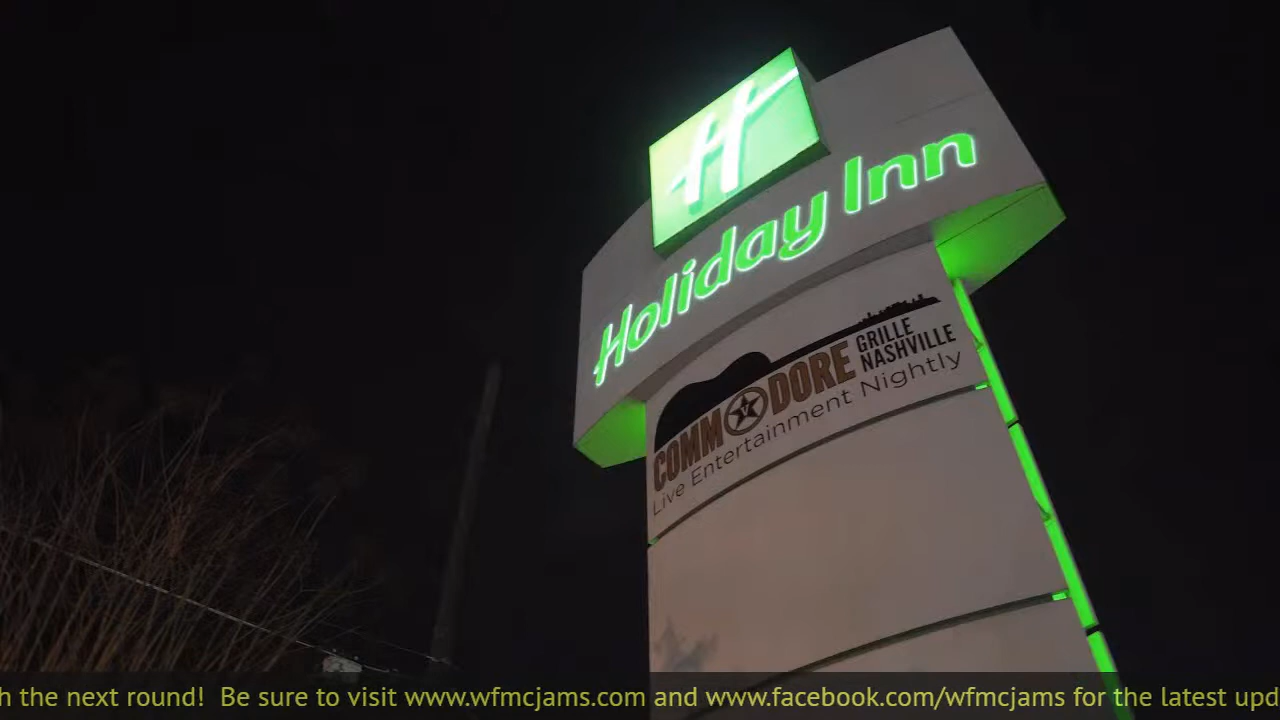 H
Holiday Inn
COMMODORE GRILLE
NASHVILLE
Live Entertainment Nightly
h the next round!  Be sure to visit www.wfmcjams.com and www.facebook.com/wfmcjams for the latest upd